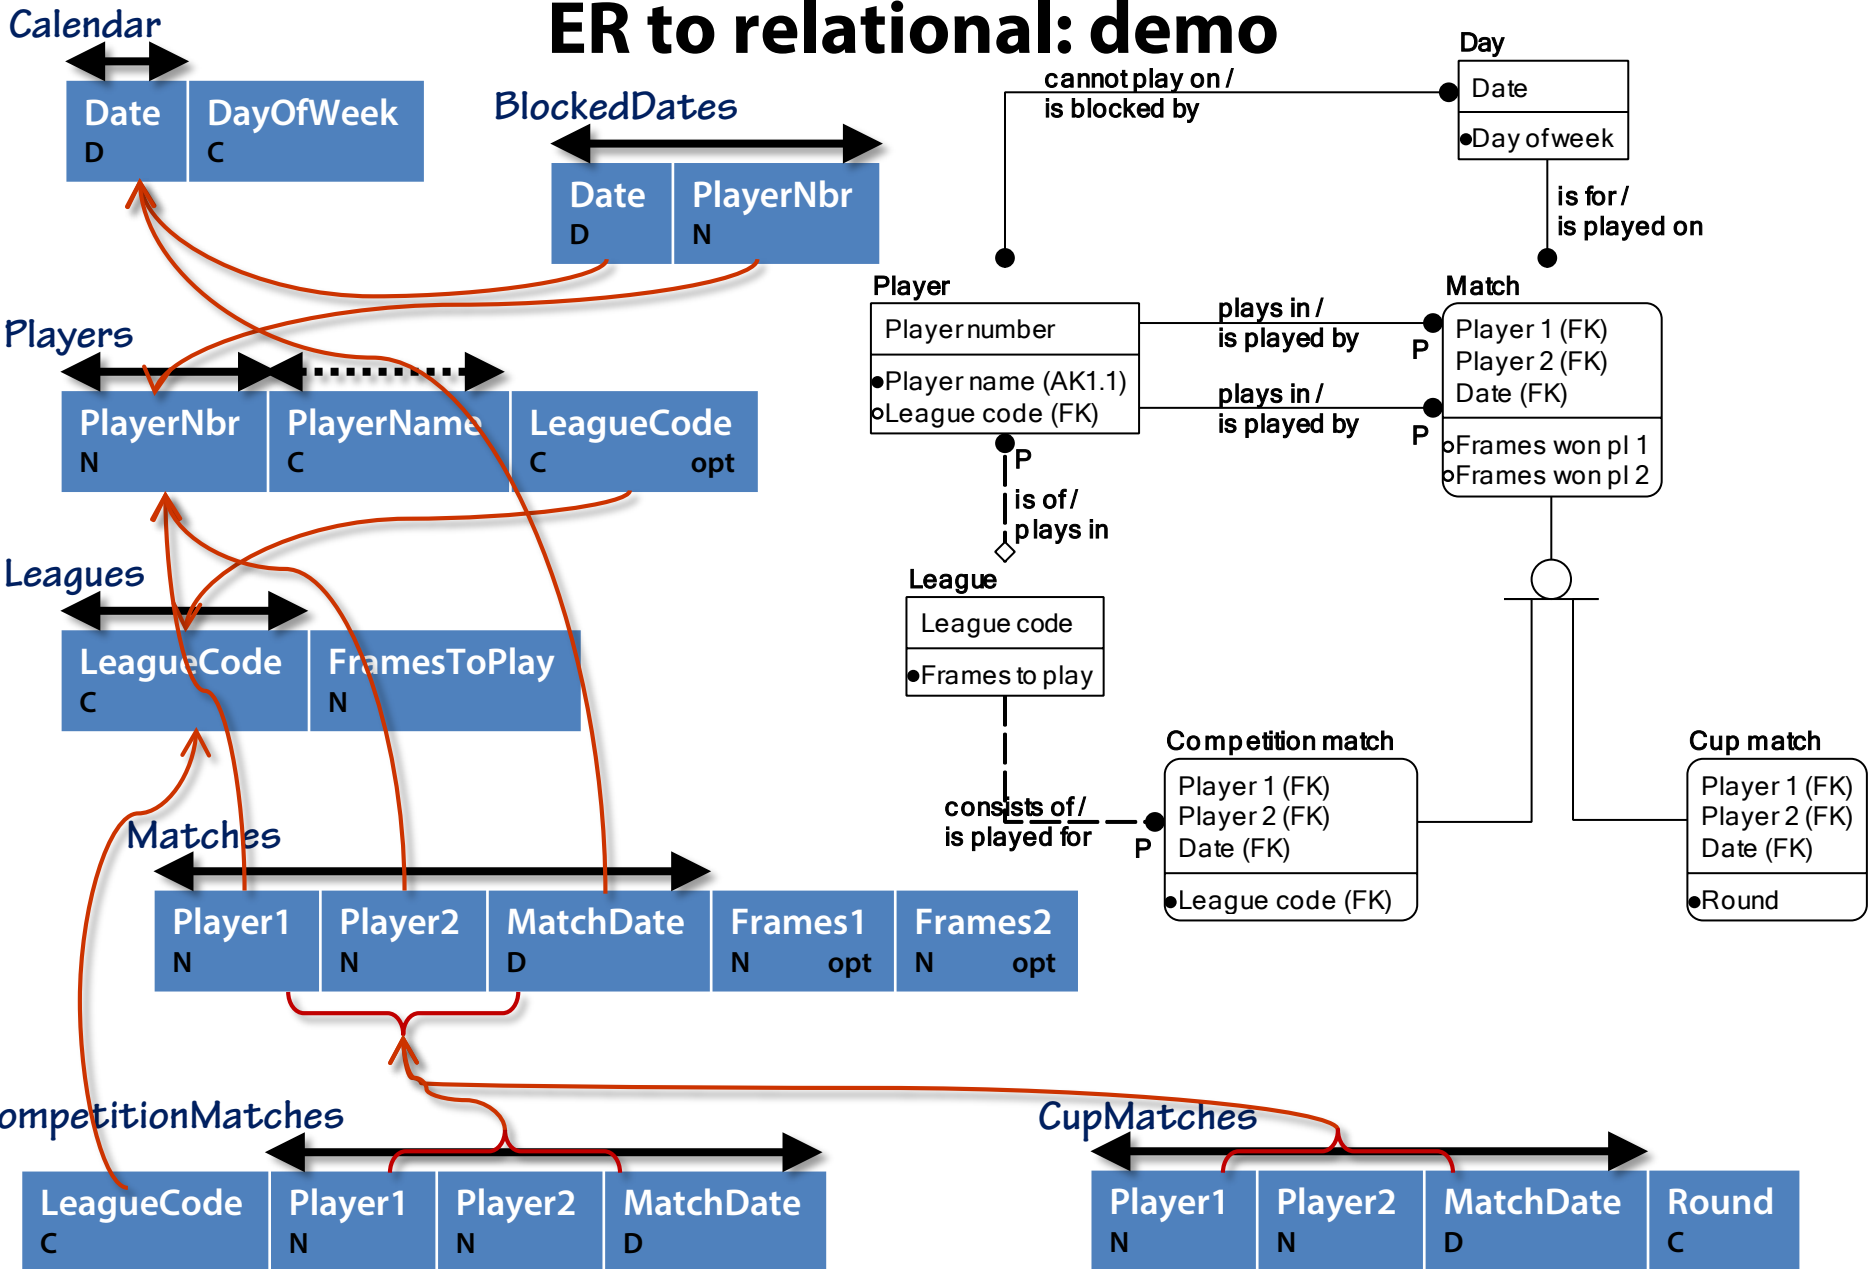 ER to relational: demo
Calendar
Date DayOfWeek
D C
BlockedDates
Date PlayerNbr
D N
Players
PlayerNbr PlayerName LeagueCode
N C C opt
Leagues
LeagueCode FramesToPlay
C N
Matches
Player1 Player2 MatchDate Frames1 Frames2
N N D N opt N opt
ompetitionMatches
LeagueCode Player1 Player2 MatchDate
C N N D
CupMatches
Player1 Player2 MatchDate Round
N N D C
cannot play on /
is blocked by
Day
Date
Day of week
is for /
is played on
Player
Player number
Player name (AK1.1)
League code (FK)
plays in /
is played by
P
plays in /
is played by
P
Match
Player 1 (FK)
Player 2 (FK)
Date (FK)
Frames won pl 1
Frames won pl 2
P
is of /
plays in
League
League code
Frames to play
consists of /
is played for
P
Competition match
Player 1 (FK)
Player 2 (FK)
Date (FK)
League code (FK)
Cup match
Player 1 (FK)
Player 2 (FK)
Date (FK)
Round